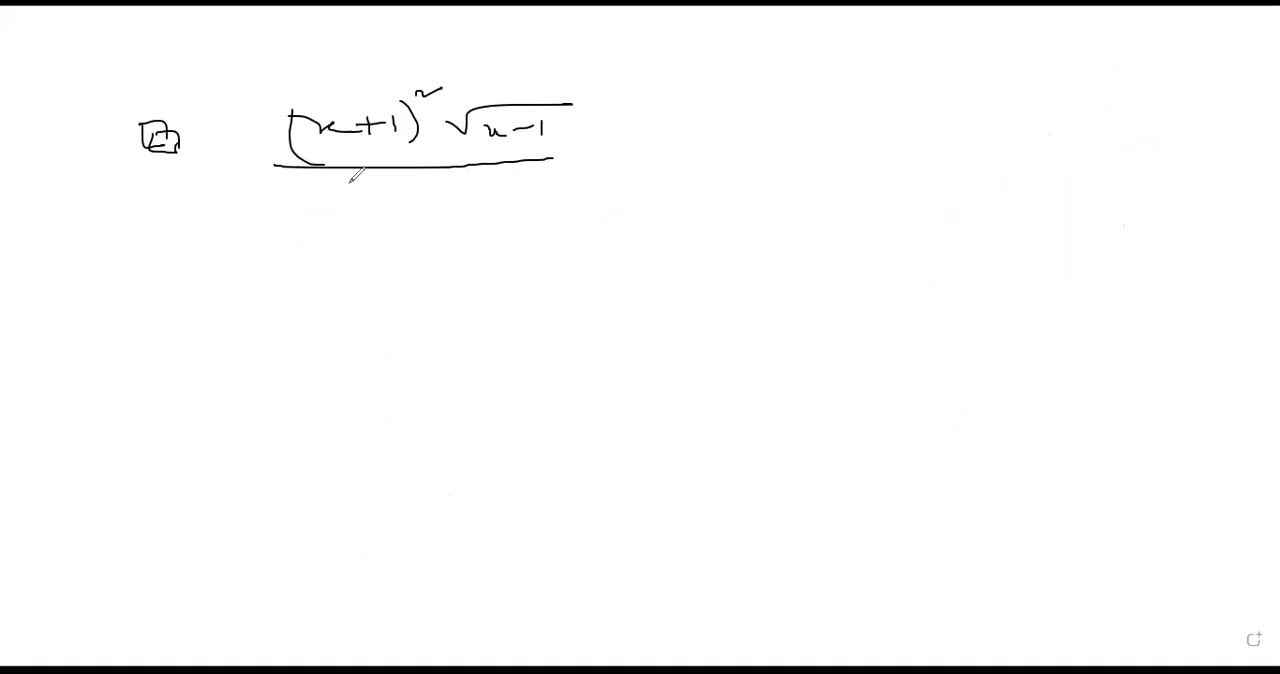 (x+1)² √(x-1)